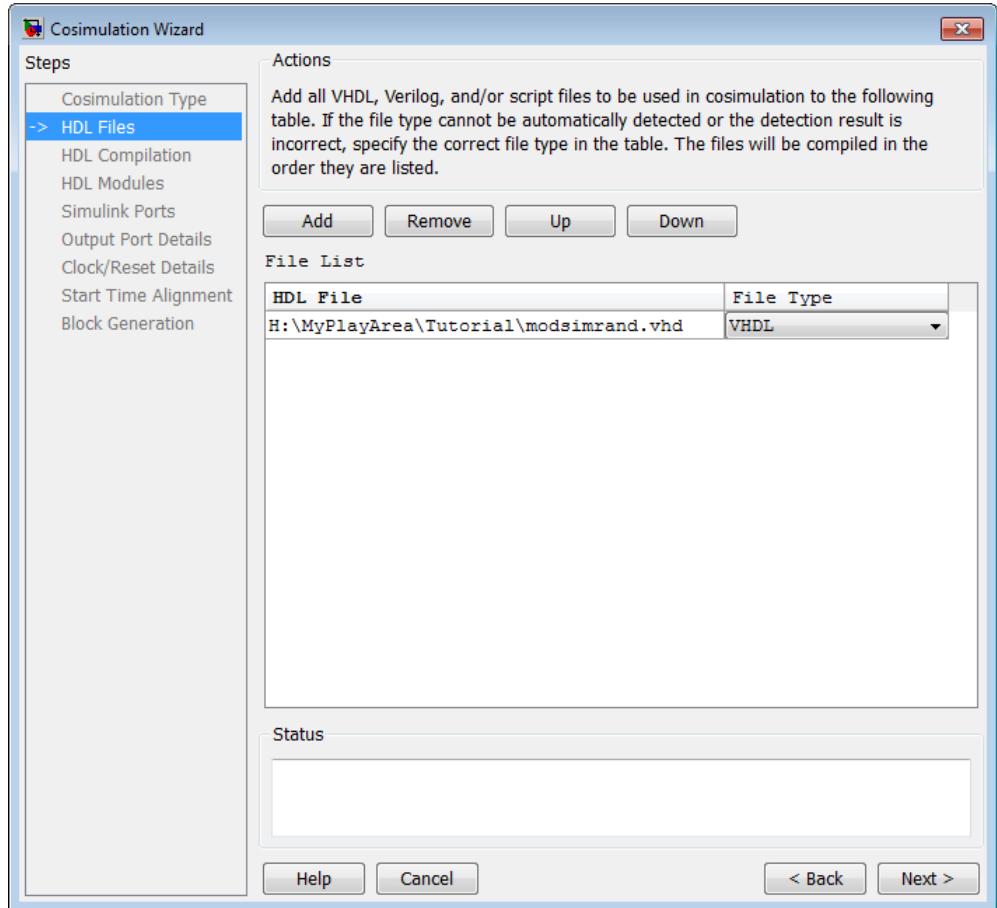 Cosimulation Wizard
Steps
Cosimulation Type
-> HDL Files
HDL Compilation
HDL Modules
Simulink Ports
Output Port Details
Clock/Reset Details
Start Time Alignment
Block Generation
Actions
Add all VHDL, Verilog, and/or script files to be used in cosimulation to the following
table. If the file type cannot be automatically detected or the detection result is
incorrect, specify the correct file type in the table. The files will be compiled in the
order they are listed.
Add Remove Up Down
File List
HDL File File Type
H:\MyPlayArea\Tutorial\modsimrand.vhd VHDL
Status
Help Cancel < Back Next >